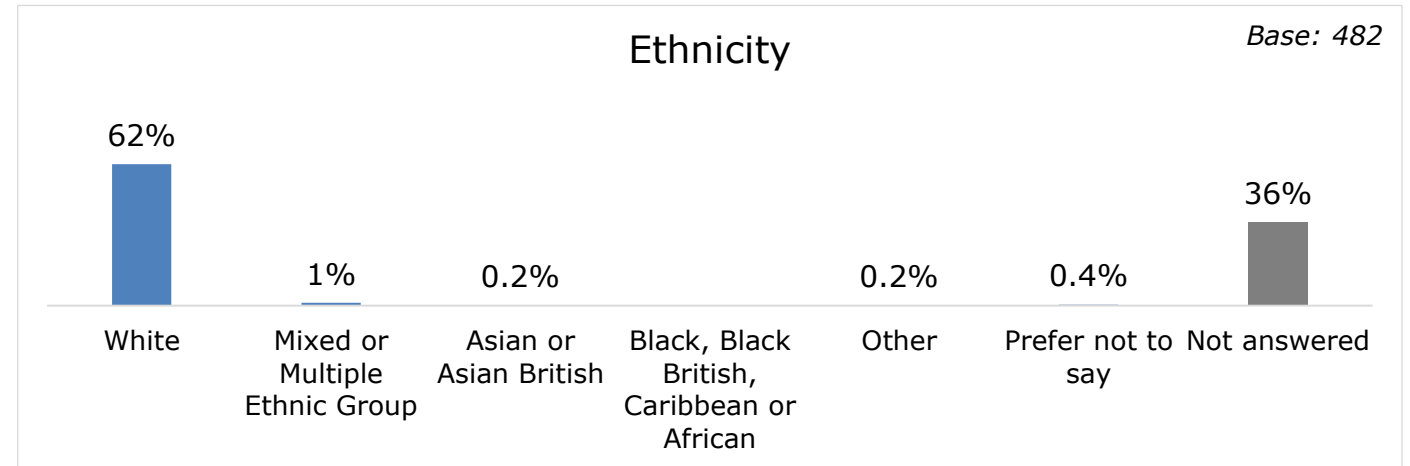 Ethnicity
Base: 482
62%
1%
0.2%
0.2%
0.4%
36%
White
Mixed or
Multiple
Ethnic Group
Asian or
Asian British
Black, Black
British,
Caribbean or
African
Other
Prefer not to
say
Not answered